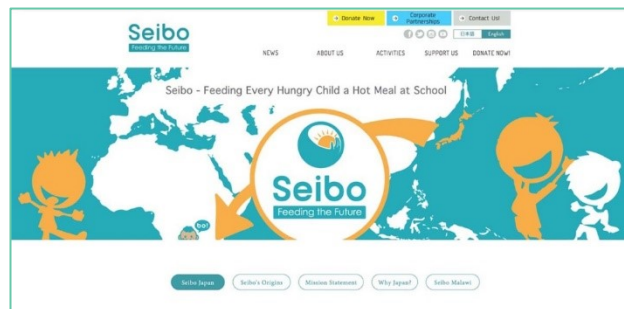 Seibo
Feeding the Future
Donate Now
Corporate
Partnerships
Contact Us!
日本語 English
NEWS ABOUT US ACTIVITIES SUPPORT US DONATE NOW!
Seibo - Feeding Every Hungry Child a Hot Meal at School
Seibo
Feeding the Future
bo!
Seibo Japan Seibo's Origins Mission Statement Why Japan? Seibo Malawi